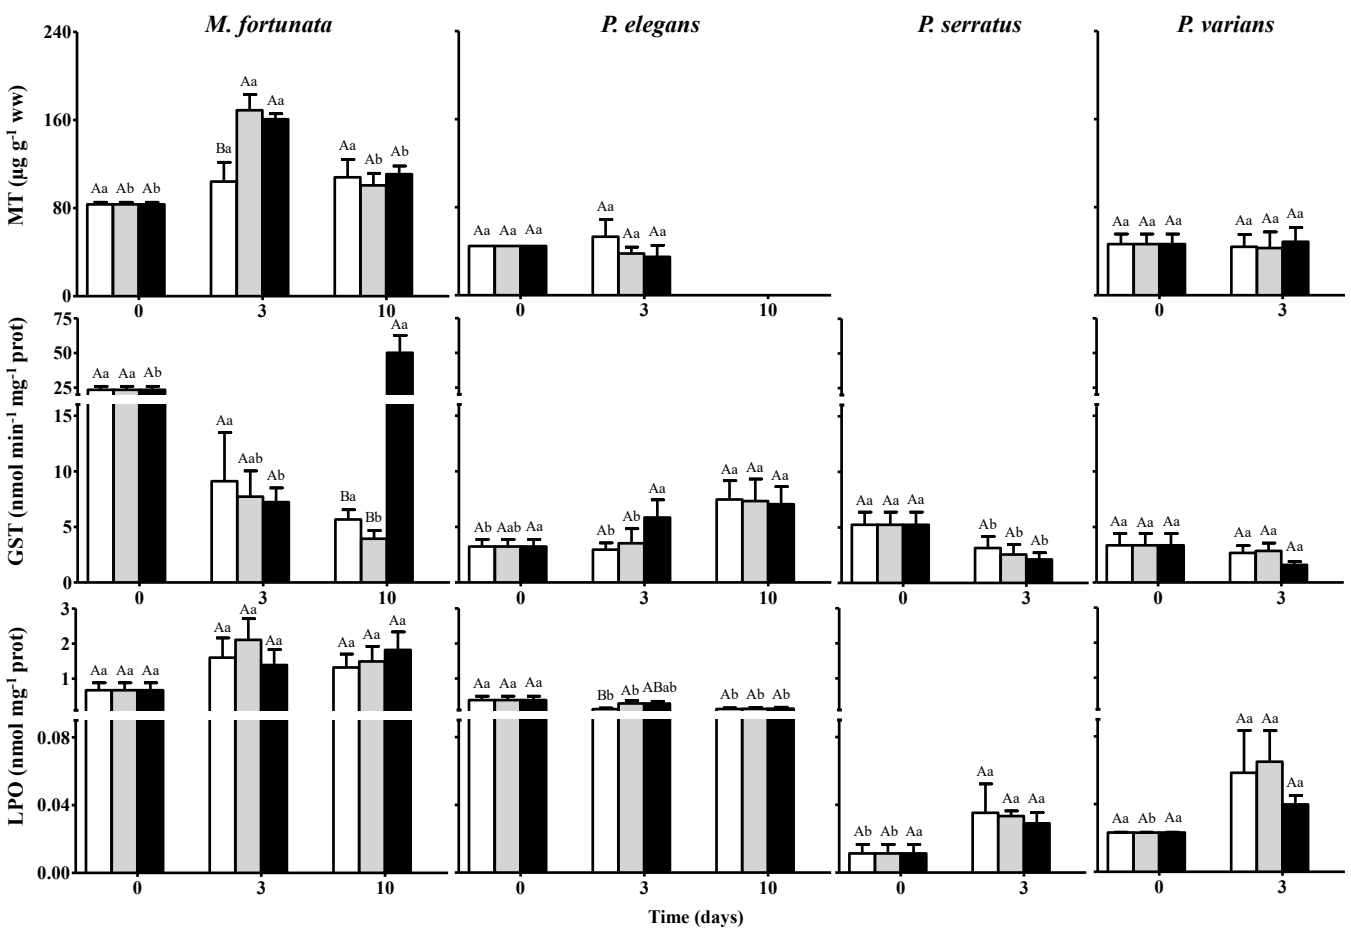 M. fortunata P. elegans P. serratus P. varians
MT (µg g-1 ww)
240
160
80
0
Aa Ab Ab Ba Aa Aa Aa Ab Ab
Aa Aa Aa Aa Aa Aa
Aa Aa Aa Aa Aa Aa
0 3 10 0 3 10 0 3
GST (nmol min-1 mg-1 prot)
75
50
25
15
10
5
0
Aa Aa Ab Aa Aab Ab Ba Bb Aa
Ab Aab Aa Ab Ab Aa Aa Aa Aa
Aa Aa Aa Ab Ab Ab
Aa Aa Aa Aa Aa Aa
0 3 10 0 3 10 0 3 0 3
LPO (nmol mg-1 prot)
3
2
1
0.08
0.04
0.00
Aa Aa Aa Aa Aa Aa Aa Aa Aa
Aa Aa Aa Bb Ab ABab Ab Ab Ab
Ab Ab Aa Aa Aa Aa
Aa Ab Aa Aa Aa Aa
0 3 10 0 3 10 0 3 0 3
Time (days)